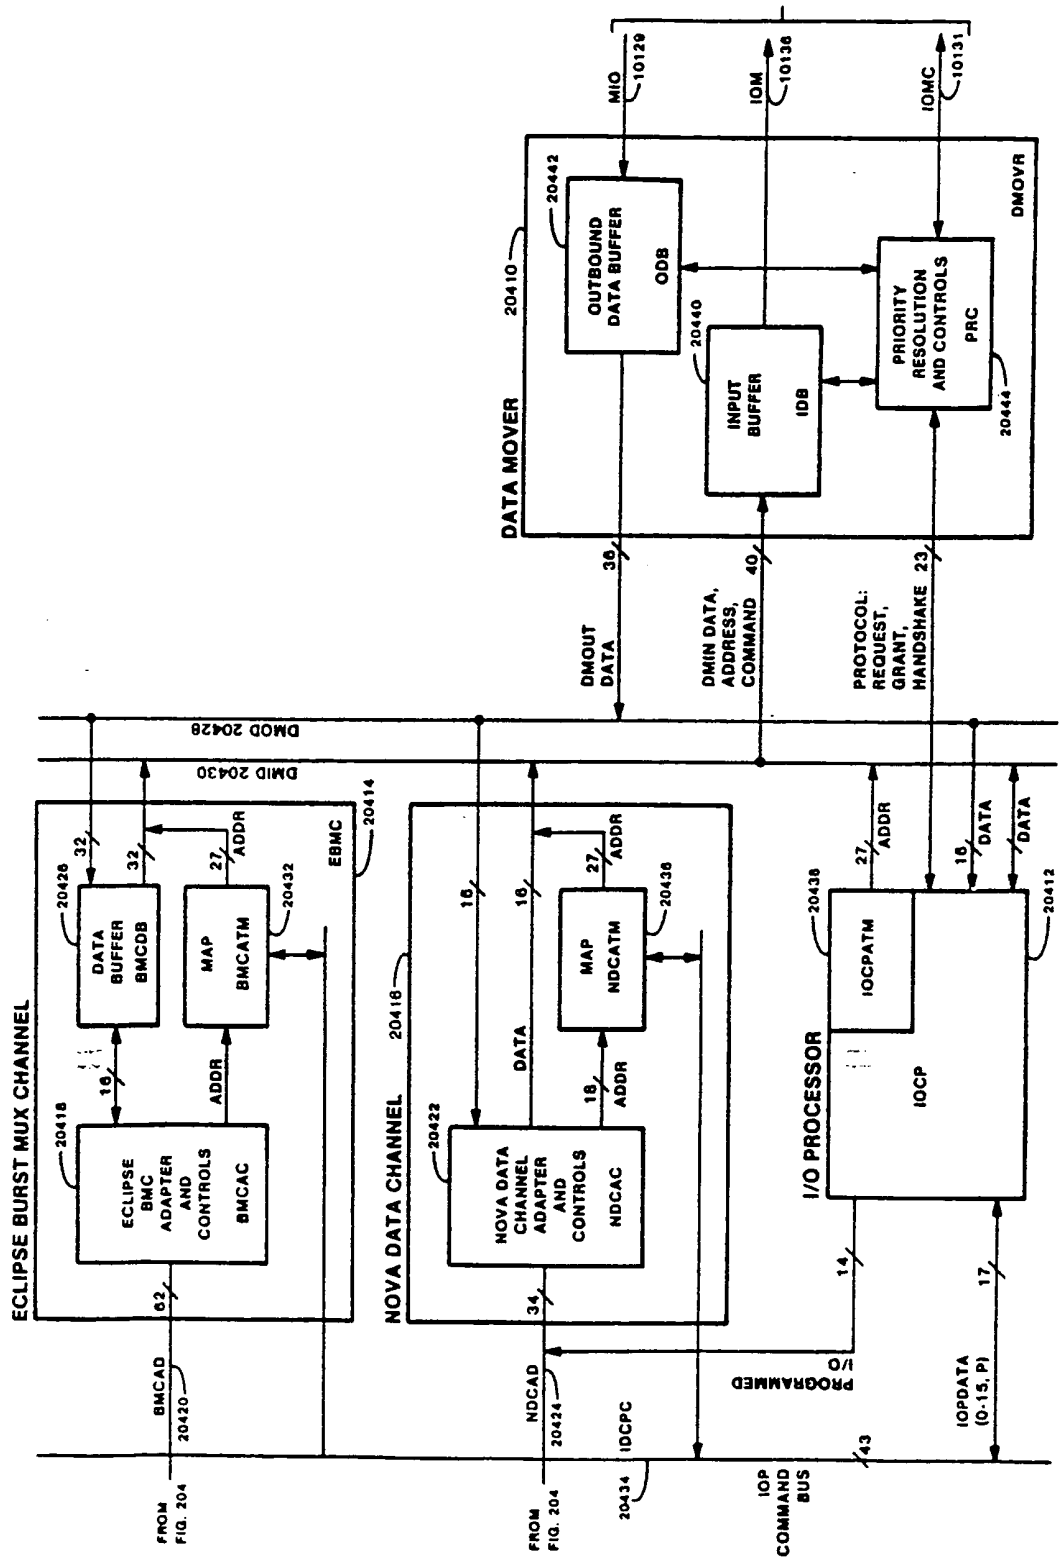 ECLIPSE BURST MUX CHANNEL
FROM
FIG. 204
BMCAD
20420
62
20418
ECLIPSE
BMC
ADAPTER
AND
CONTROLS
BMCAC
16
ADDR
20426
DATA
BUFFER
BMCDB
MAP
BMCATM
20432
32
32
27
ADDR
EBMC
20414
DMID 20430
DMOD 20428
NOVA DATA CHANNEL
20416
FROM
FIG. 204
NDCAD
20424
34
20422
NOVA DATA
CHANNEL
ADAPTER
AND
CONTROLS
NDCAC
DATA
18
ADDR
MAP
NDCATM
20436
16
16
27
ADDR
IDCPC
20434
IOP
COMMAND
BUS
43
PROGRAMMED
I/O
14
IOPDATA
(0-15, P)
17
I/O PROCESSOR
IOCP
IOCPATM
20438
20412
27
ADDR
16
DATA
DATA
DATA MOVER
20410
DMOUT
DATA
36
DMIN DATA,
ADDRESS,
COMMAND
40
PROTOCOL:
REQUEST,
GRANT,
HANDSHAKE
23
OUTBOUND
DATA BUFFER
ODB
20442
20440
INPUT
BUFFER
IDB
PRIORITY
RESOLUTION
AND CONTROLS
PRC
20444
DMOVR
MIO
10129
IOM
10136
IOMC
10131